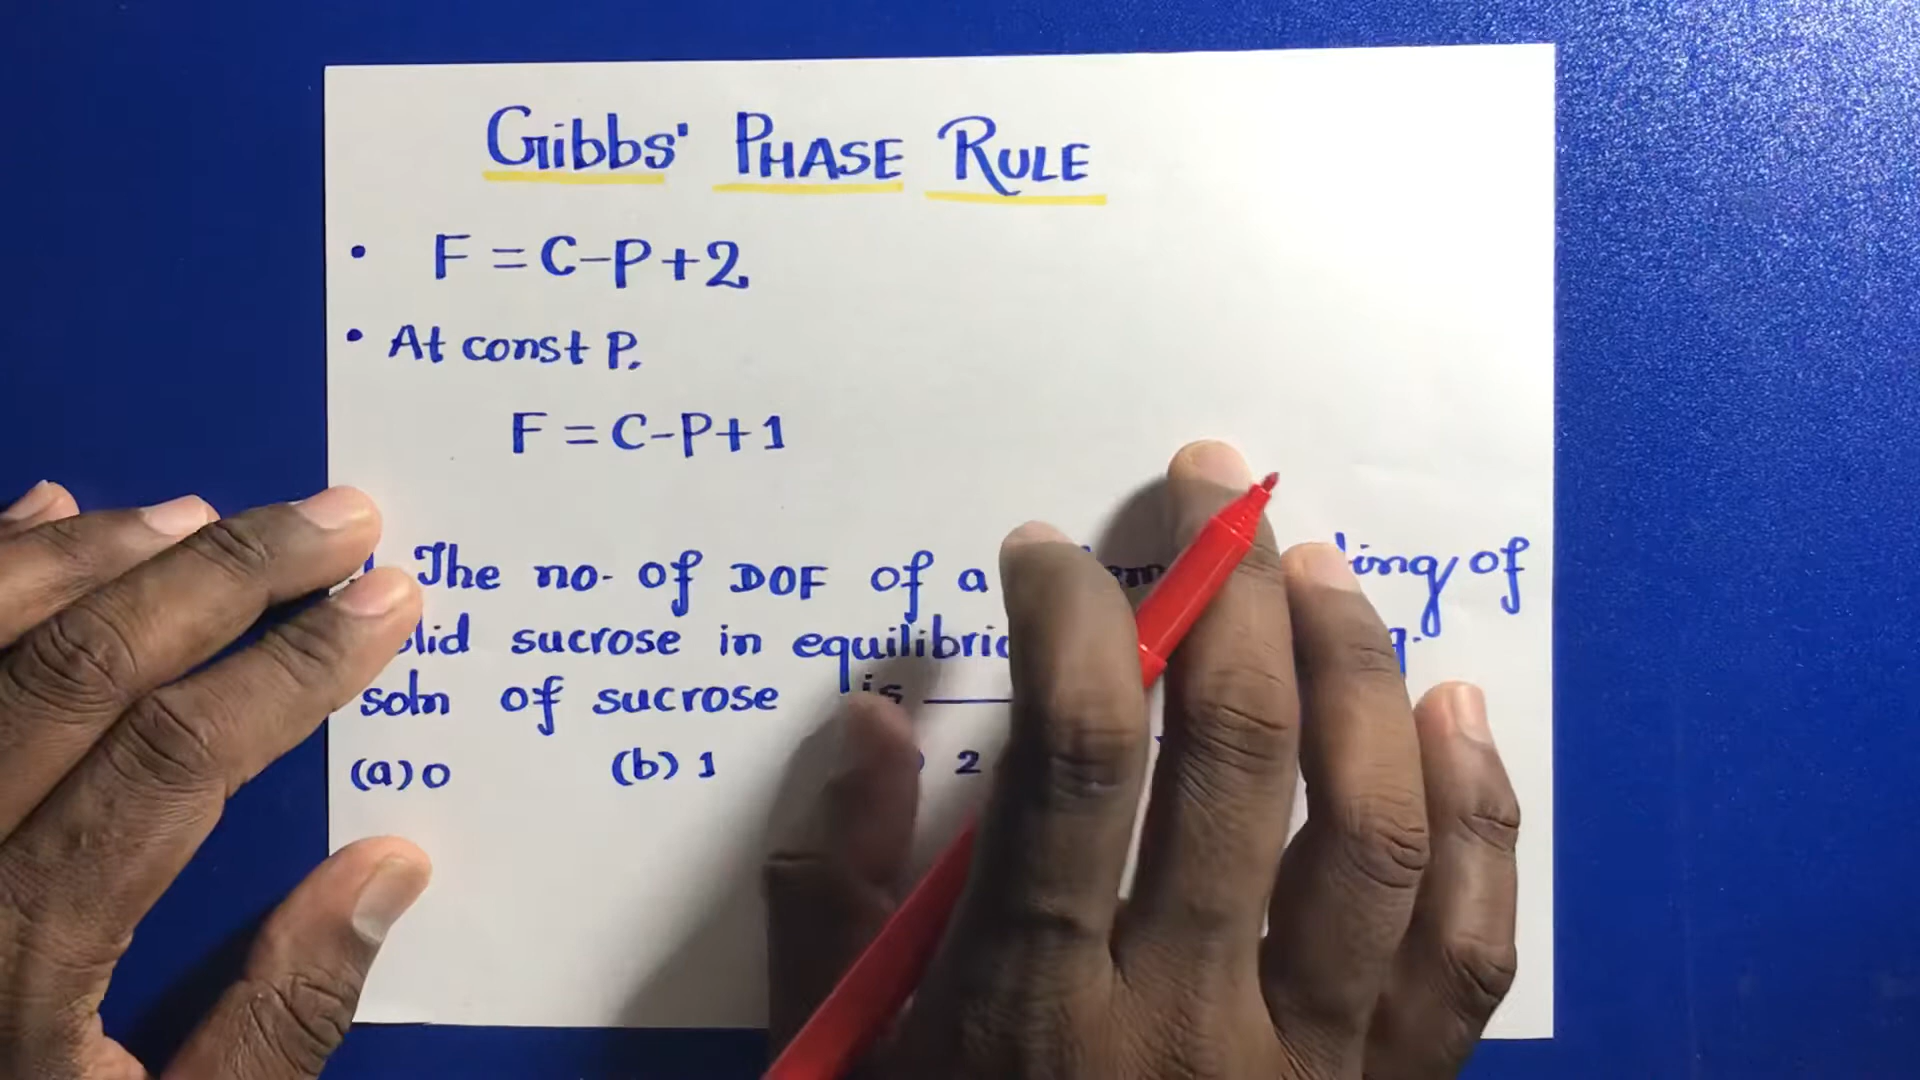 Gibbs' PHASE RULE
• F = C-P+2
• At const P.
F = C-P+1
The no. of DOF of a
sucrose in
soln of sucrose is
(a) 0 (b) 1 2